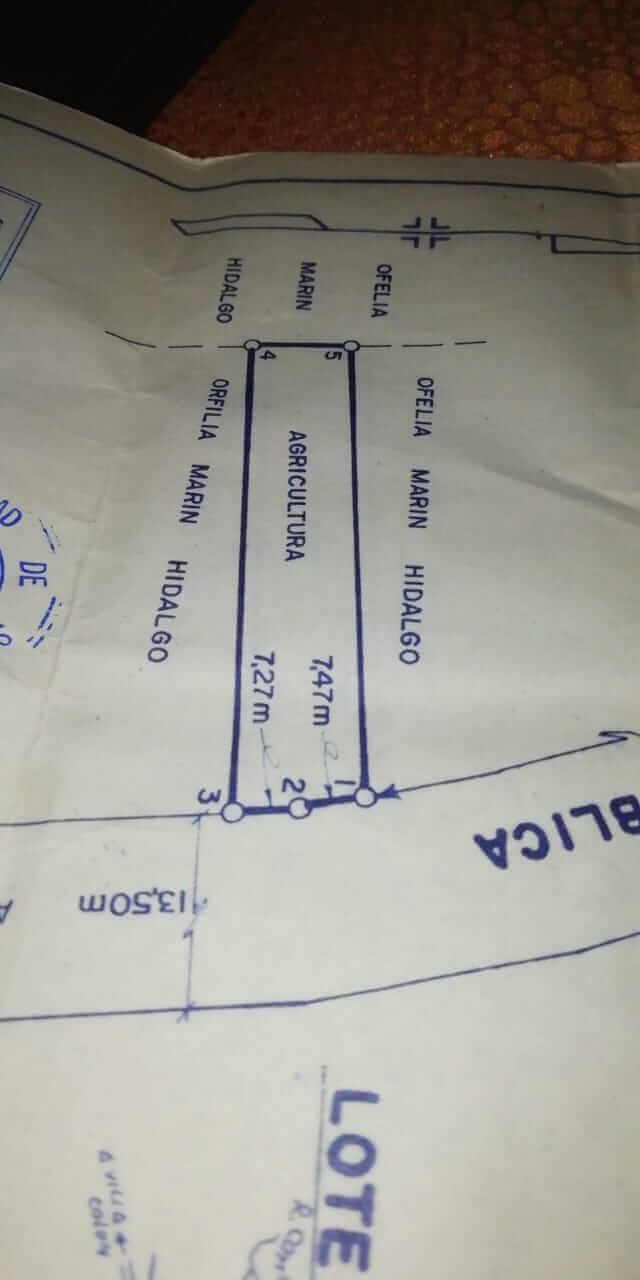 OFELIA
MARIN
HIDALGO
5
4
OFELIA MARIN HIDALGO
AGRICULTURA
ORFILIA MARIN HIDALGO
7,47m
7,27m
1
2
3
BLICA
13,50m
DE
LOTE